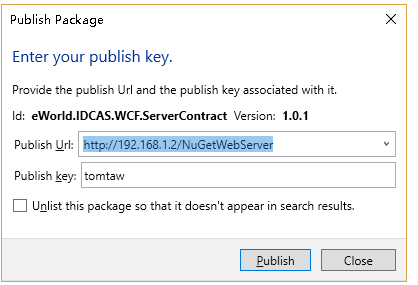 Publish Package
Enter your publish key.
Provide the publish Url and the publish key associated with it.
Id: eWorld.IDCAS.WCF.ServerContract Version: 1.0.1
Publish Url: http://192.168.1.2/NuGetWebServer
Publish key: tomtaw
Unlist this package so that it doesn't appear in search results.
Publish Close